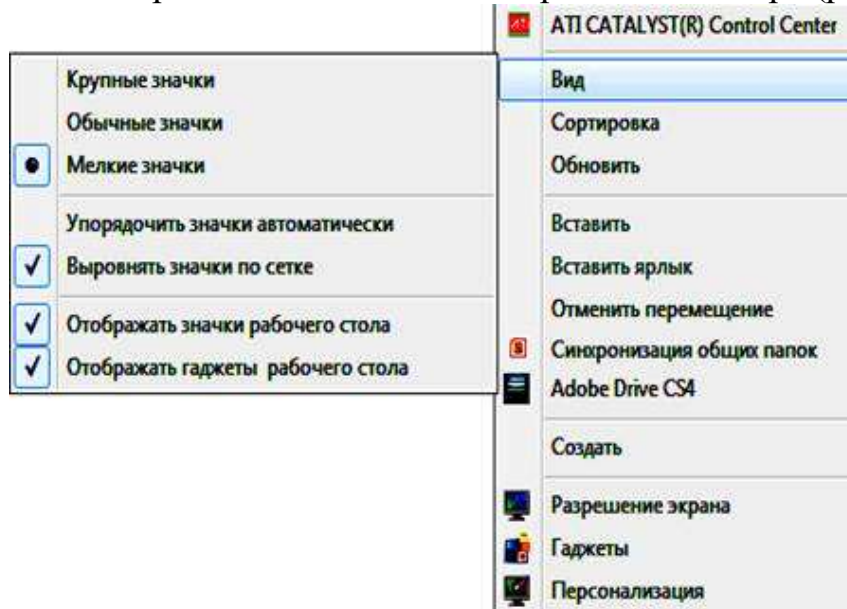 ATI CATALYST(R) Control Center
Вид
Сортировка
Обновить
Вставить
Вставить ярлык
Отменить перемещение
Синхронизация общих папок
Adobe Drive CS4
Создать
Разрешение экрана
Гаджеты
Персонализация
Крупные значки
Обычные значки
Мелкие значки
Упорядочить значки автоматически
Выровнять значки по сетке
Отображать значки рабочего стола
Отображать гаджеты рабочего стола